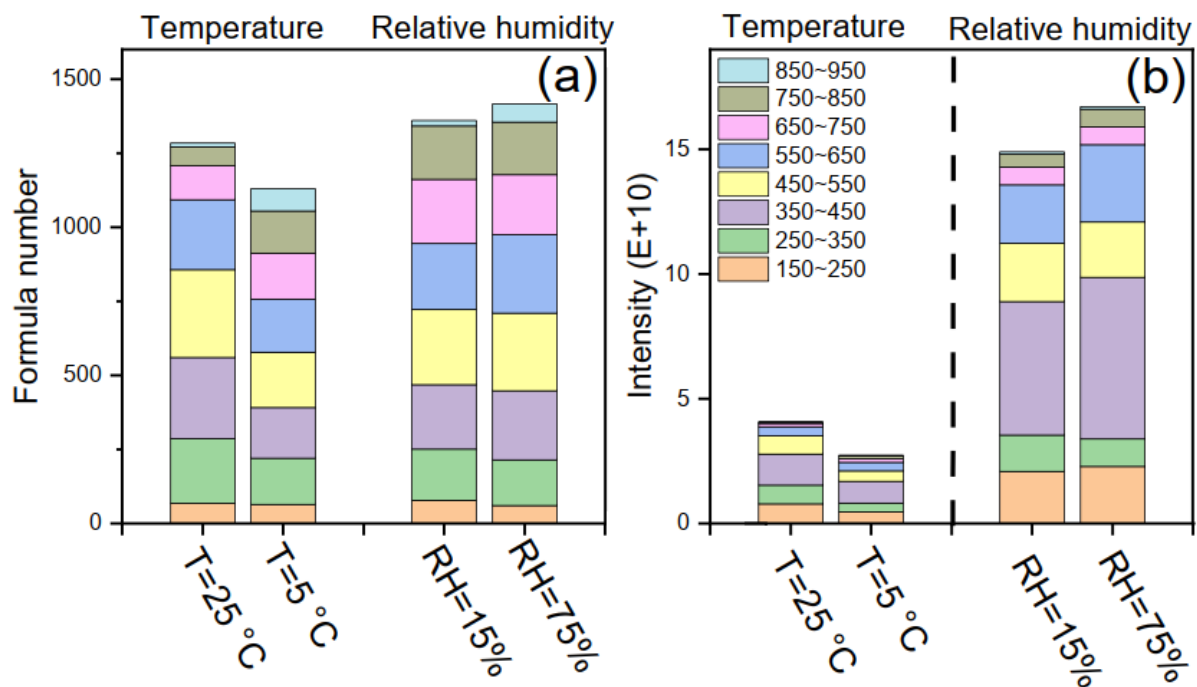 Temperature
Relative humidity
(a)
Formula number
1500
1000
500
0
T=25 °C
T=5 °C
RH=15%
RH=75%
Temperature
Relative humidity
(b)
850~950
750~850
650~750
550~650
450~550
350~450
250~350
150~250
Intensity (E+10)
15
10
5
0
T=25 °C
T=5 °C
RH=15%
RH=75%